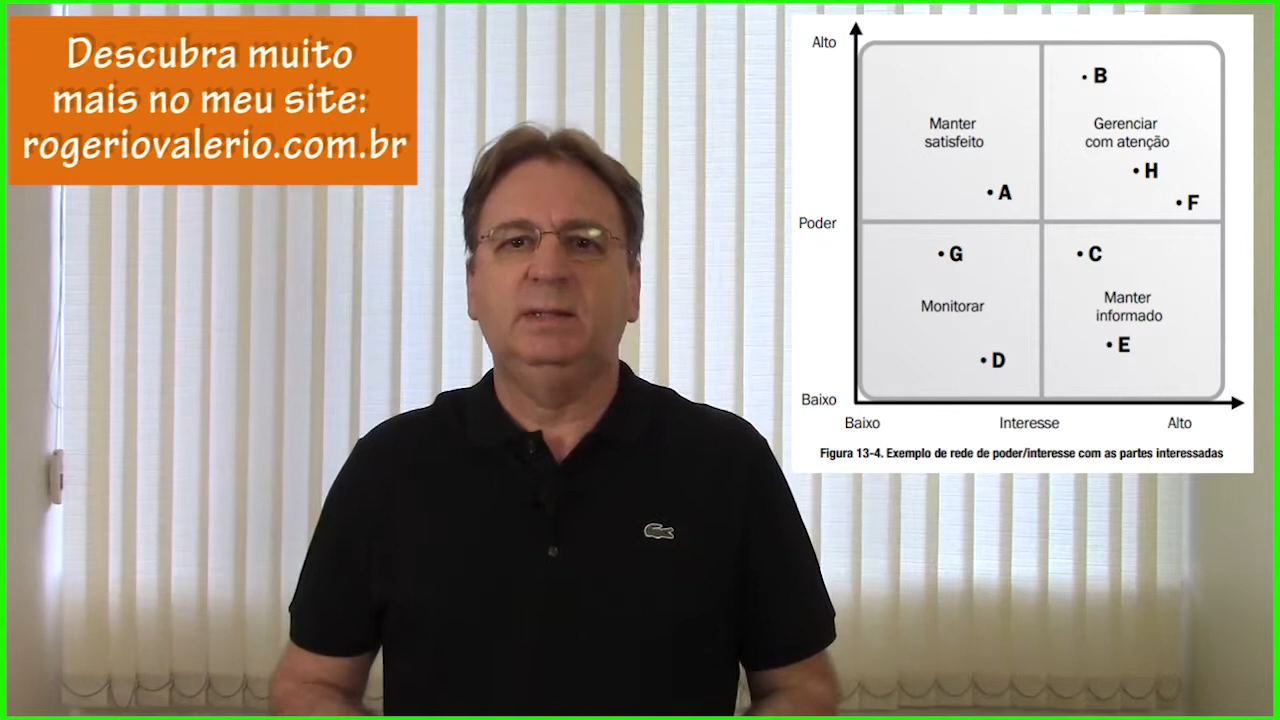 Descubra muito
mais no meu site:
rogeriovalerio.com.br
Alto
B
Manter
satisfeito
Gerenciar
com atenção
H
A
F
Poder
G
C
Manter
informado
Monitorar
E
D
Baixo
Baixo
Interesse
Alto
Figura 13-4. Exemplo de rede de poder/interesse com as partes interessadas